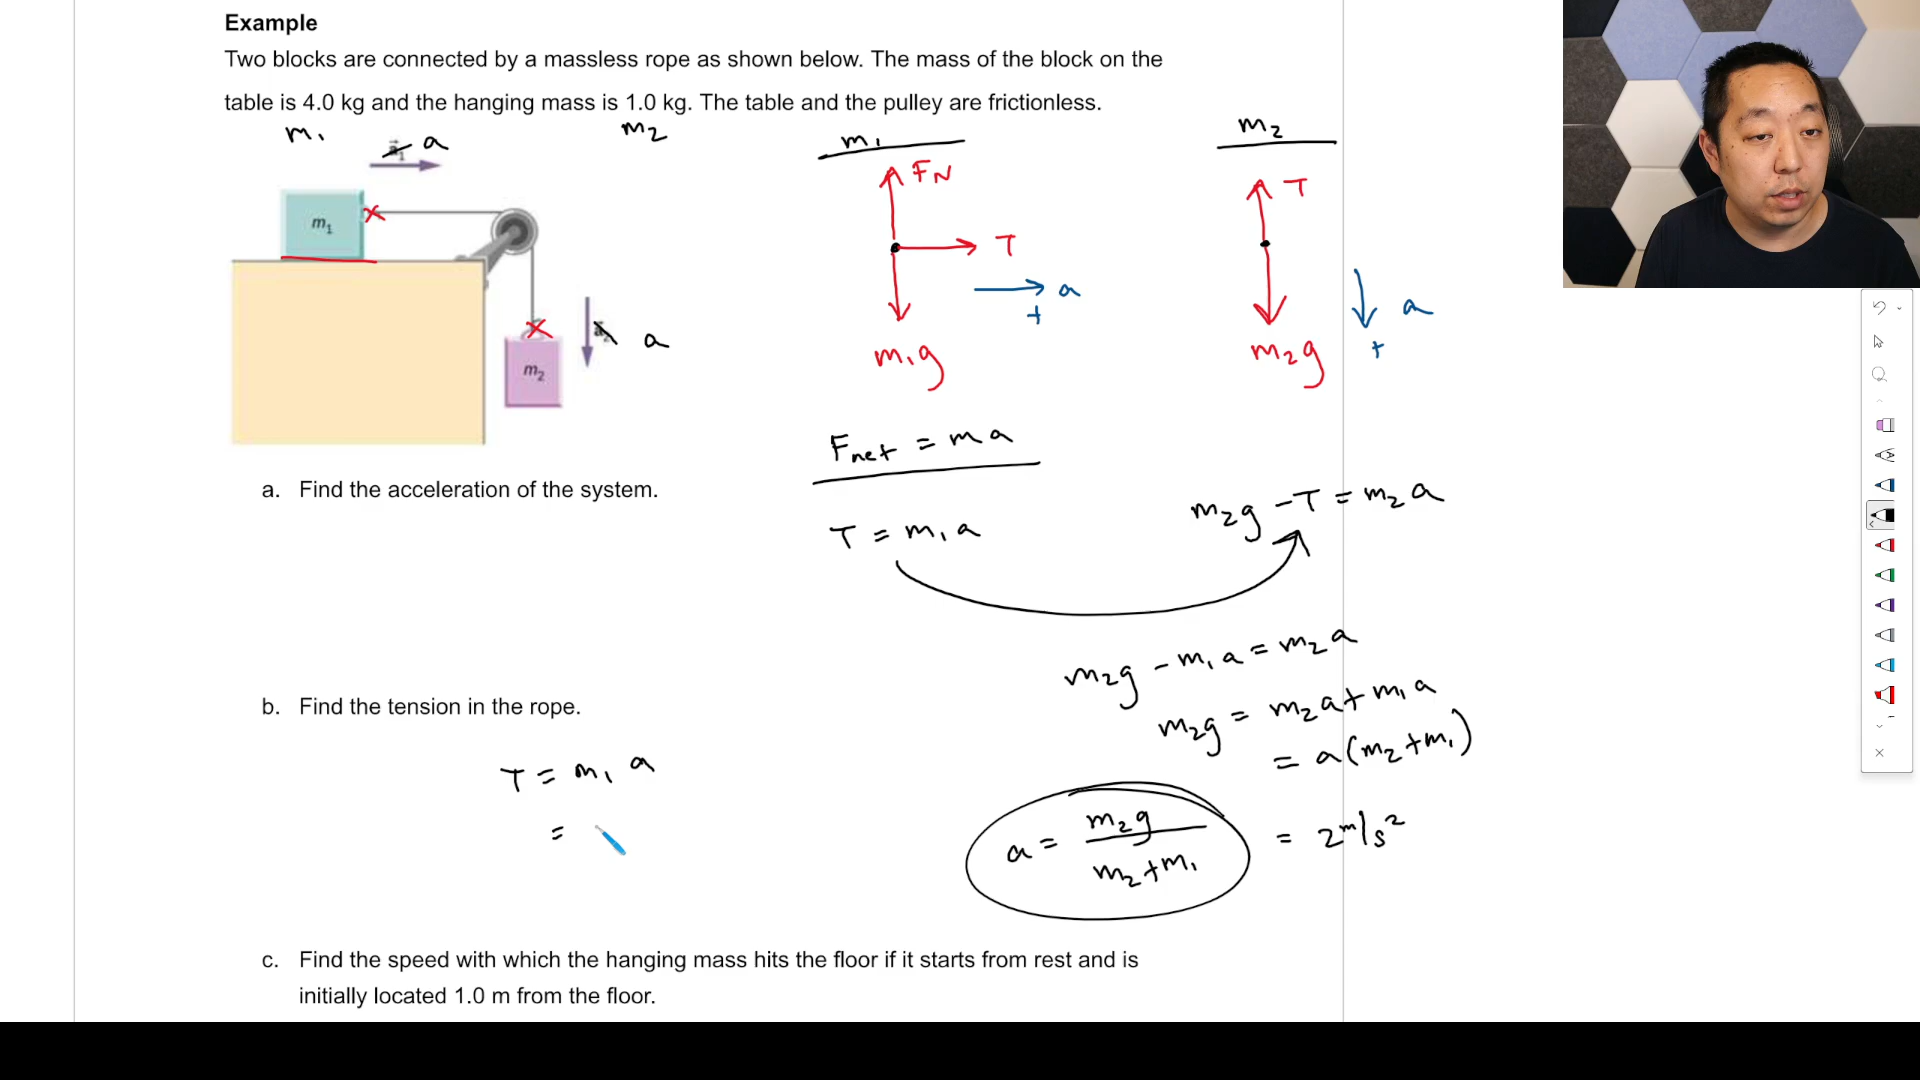 Example
Two blocks are connected by a massless rope as shown below. The mass of the block on the
table is 4.0 kg and the hanging mass is 1.0 kg. The table and the pulley are frictionless.
m₁ m₂
a
m₁
a
m₂
m₁
F_N
T
a
+
m₁g
m₂
T
a
+
m₂g
F_net = ma
a. Find the acceleration of the system.
T = m₁a
m₂g - T = m₂a
m₂g - m₁a = m₂a
m₂g = m₂a + m₁a
= a(m₂ + m₁)
a = m₂g / m₂ + m₁ = 2 m/s²
b. Find the tension in the rope.
T = m₁ a
=
c. Find the speed with which the hanging mass hits the floor if it starts from rest and is
initially located 1.0 m from the floor.